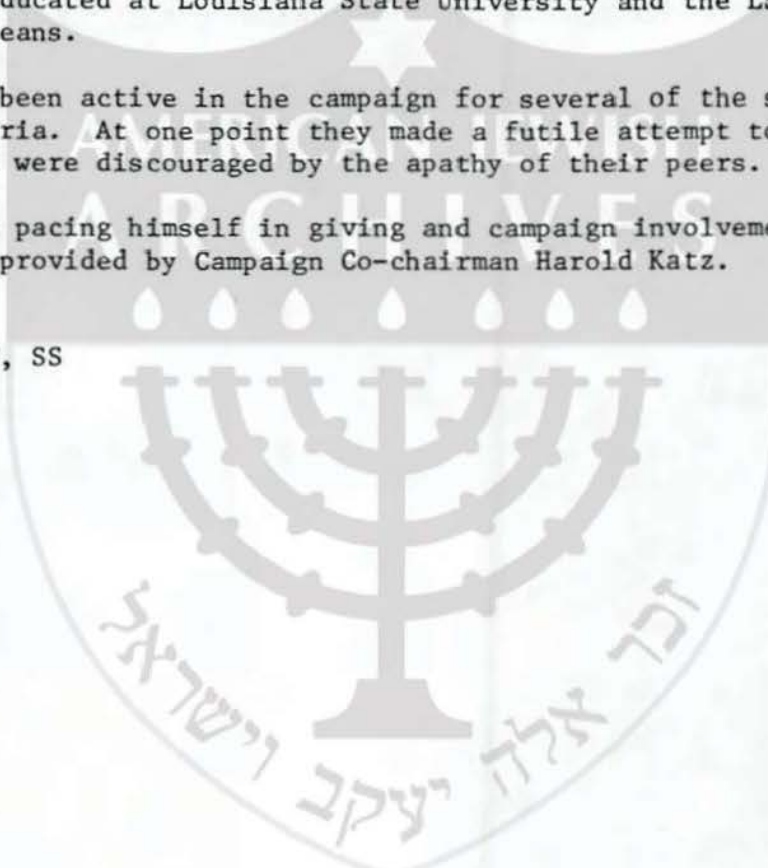 ducated at Louisiana State University and the La
eans.
been active in the campaign for several of the s
ria. At one point they made a futile attempt to
were discouraged by the apathy of their peers.
pacing himself in giving and campaign involveme
provided by Campaign Co-chairman Harold Katz.
, SS
AMERICAN JEWISH
ARCHIVES
זכר אלה יעקב וישראל